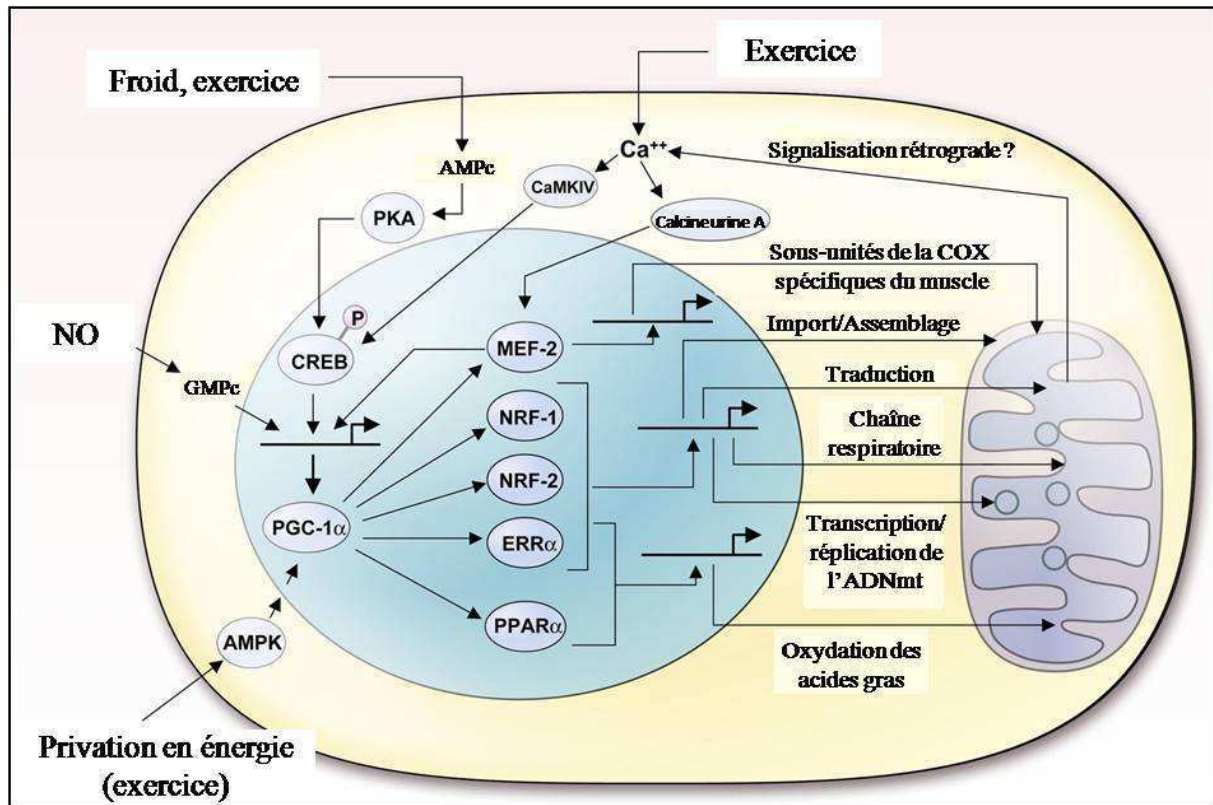 Exercice
Froid, exercice
Ca++
Signalisation rétrograde ?
AMPc
CaMKIV
PKA
Calcineurine A
Sous-unités de la COX
spécifiques du muscle
P
NO
Import/Assemblage
CREB
MEF-2
GMPc
Traduction
NRF-1
Chaîne
respiratoire
NRF-2
PGC-1α
Transcription/
réplication de
l'ADNmt
ERRα
PPARα
AMPK
Oxydation des
acides gras
Privation en énergie
(exercice)